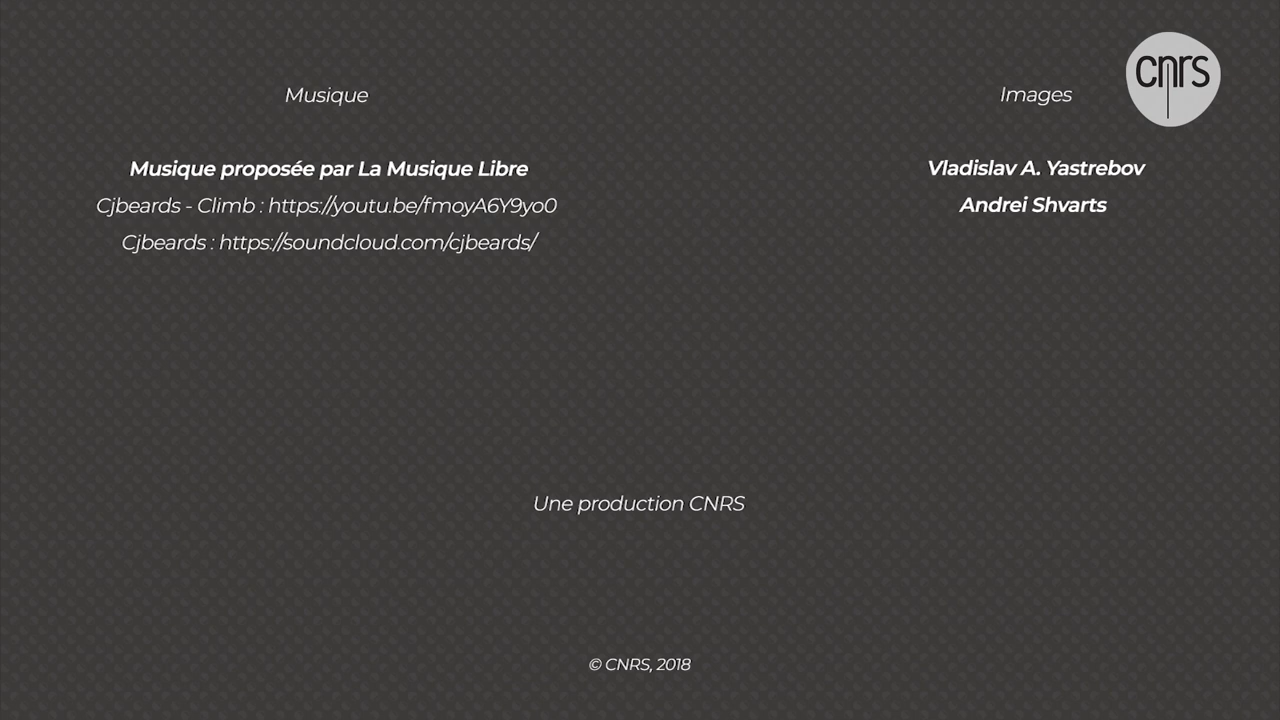 cnrs
Musique
Musique proposée par La Musique Libre
Cjbeards - Climb : https://youtu.be/fmoyA6Y9yo0
Cjbeards : https://soundcloud.com/cjbeards/
Images
Vladislav A. Yastrebov
Andrei Shvarts
Une production CNRS
© CNRS, 2018